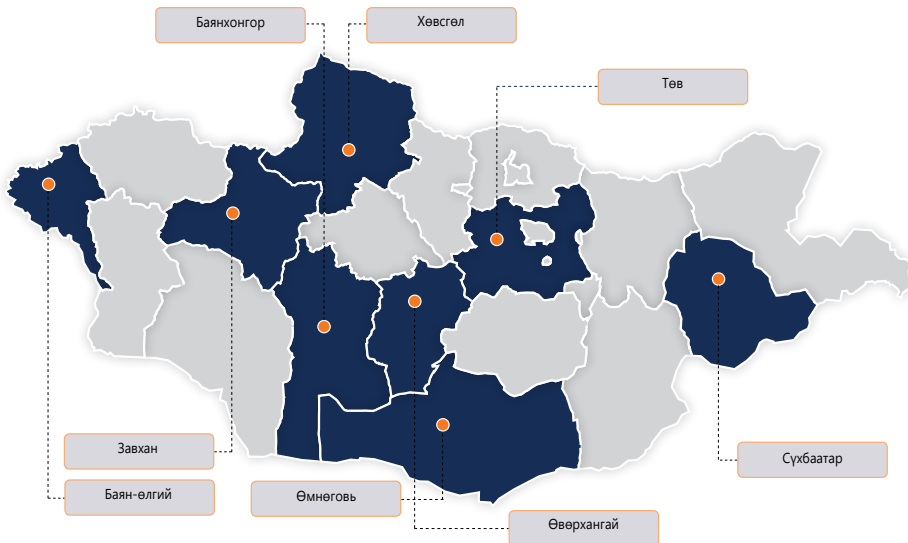 Баянхонгор
Хөвсгөл
Төв
Завхан
Сүхбаатар
Баян-өлгий
Өмнөговь
Өвөрхангай